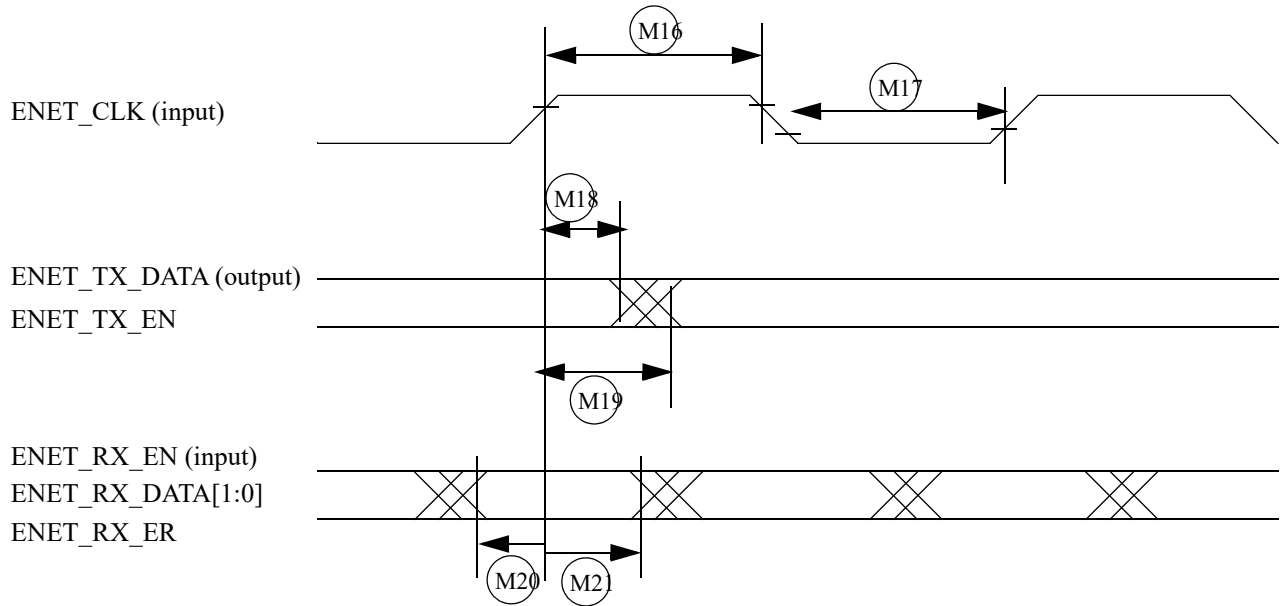 M16
M17
ENET_CLK (input)
M18
ENET_TX_DATA (output)
ENET_TX_EN
M19
ENET_RX_EN (input)
ENET_RX_DATA[1:0]
ENET_RX_ER
M20
M21